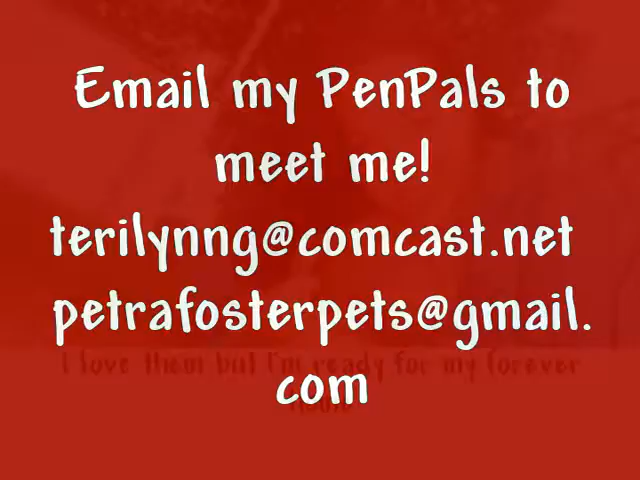 Email my PenPals to
meet me!
terilynng@comcast.net
petrafosterpets@gmail.
com
I love them but I'm ready for my forever